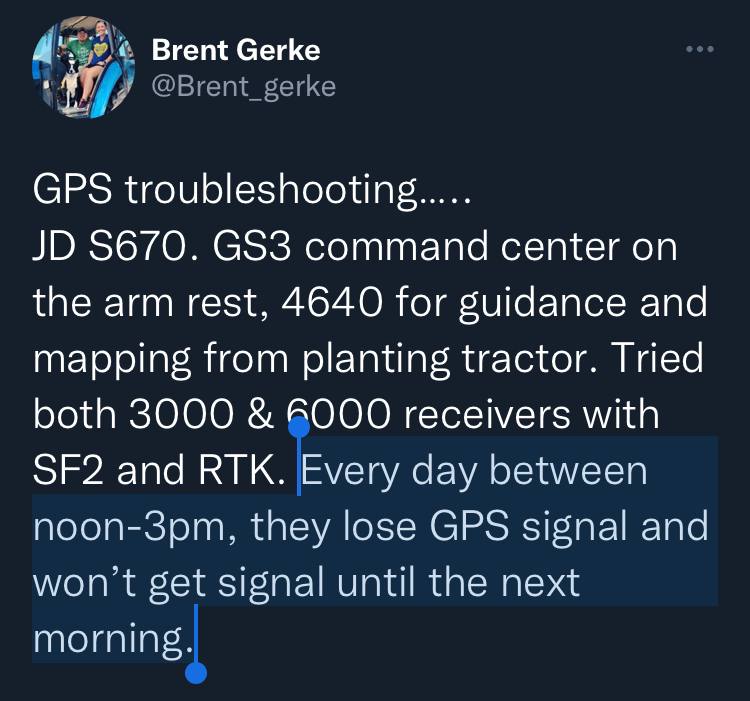 Brent Gerke
@Brent_gerke
GPS troubleshooting.....
JD S670. GS3 command center on
the arm rest, 4640 for guidance and
mapping from planting tractor. Tried
both 3000 & 6000 receivers with
SF2 and RTK. Every day between
noon-3pm, they lose GPS signal and
won't get signal until the next
morning.